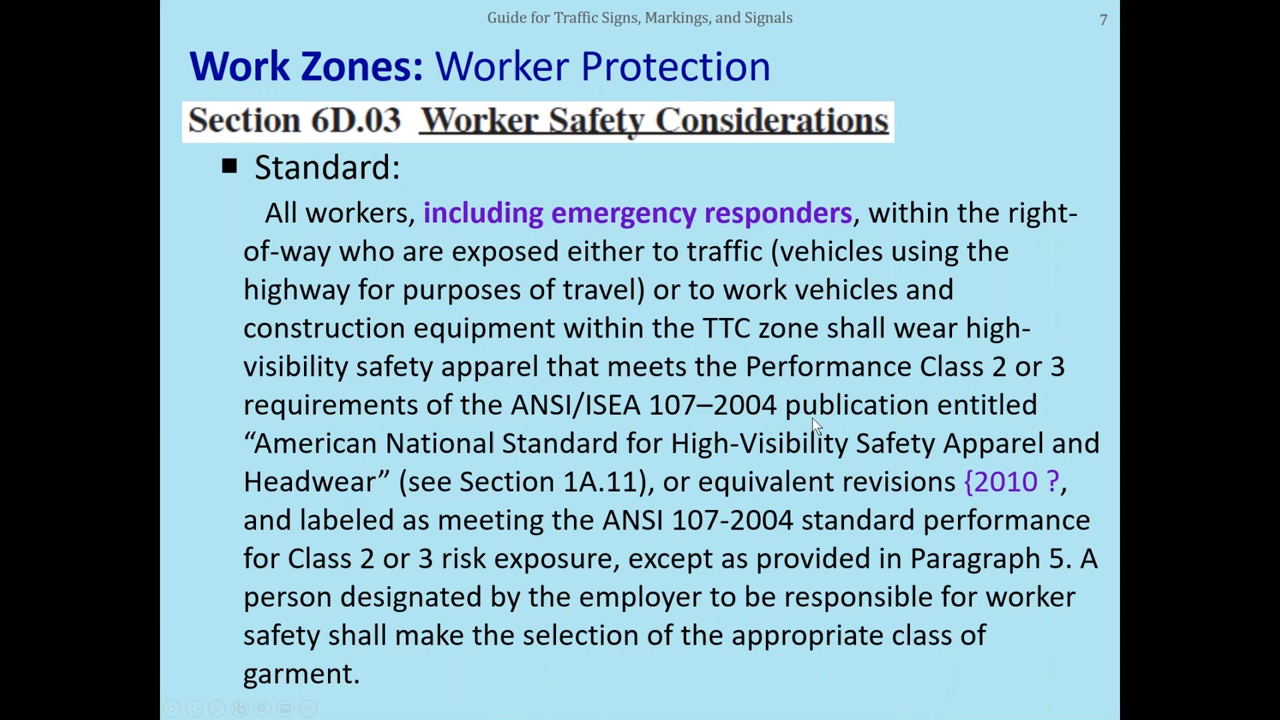 Guide for Traffic Signs, Markings, and Signals
7
Work Zones: Worker Protection
Section 6D.03 Worker Safety Considerations
■ Standard:
All workers, including emergency responders, within the right-
of-way who are exposed either to traffic (vehicles using the
highway for purposes of travel) or to work vehicles and
construction equipment within the TTC zone shall wear high-
visibility safety apparel that meets the Performance Class 2 or 3
requirements of the ANSI/ISEA 107–2004 publication entitled
“American National Standard for High-Visibility Safety Apparel and
Headwear” (see Section 1A.11), or equivalent revisions {2010 ?,
and labeled as meeting the ANSI 107-2004 standard performance
for Class 2 or 3 risk exposure, except as provided in Paragraph 5. A
person designated by the employer to be responsible for worker
safety shall make the selection of the appropriate class of
garment.